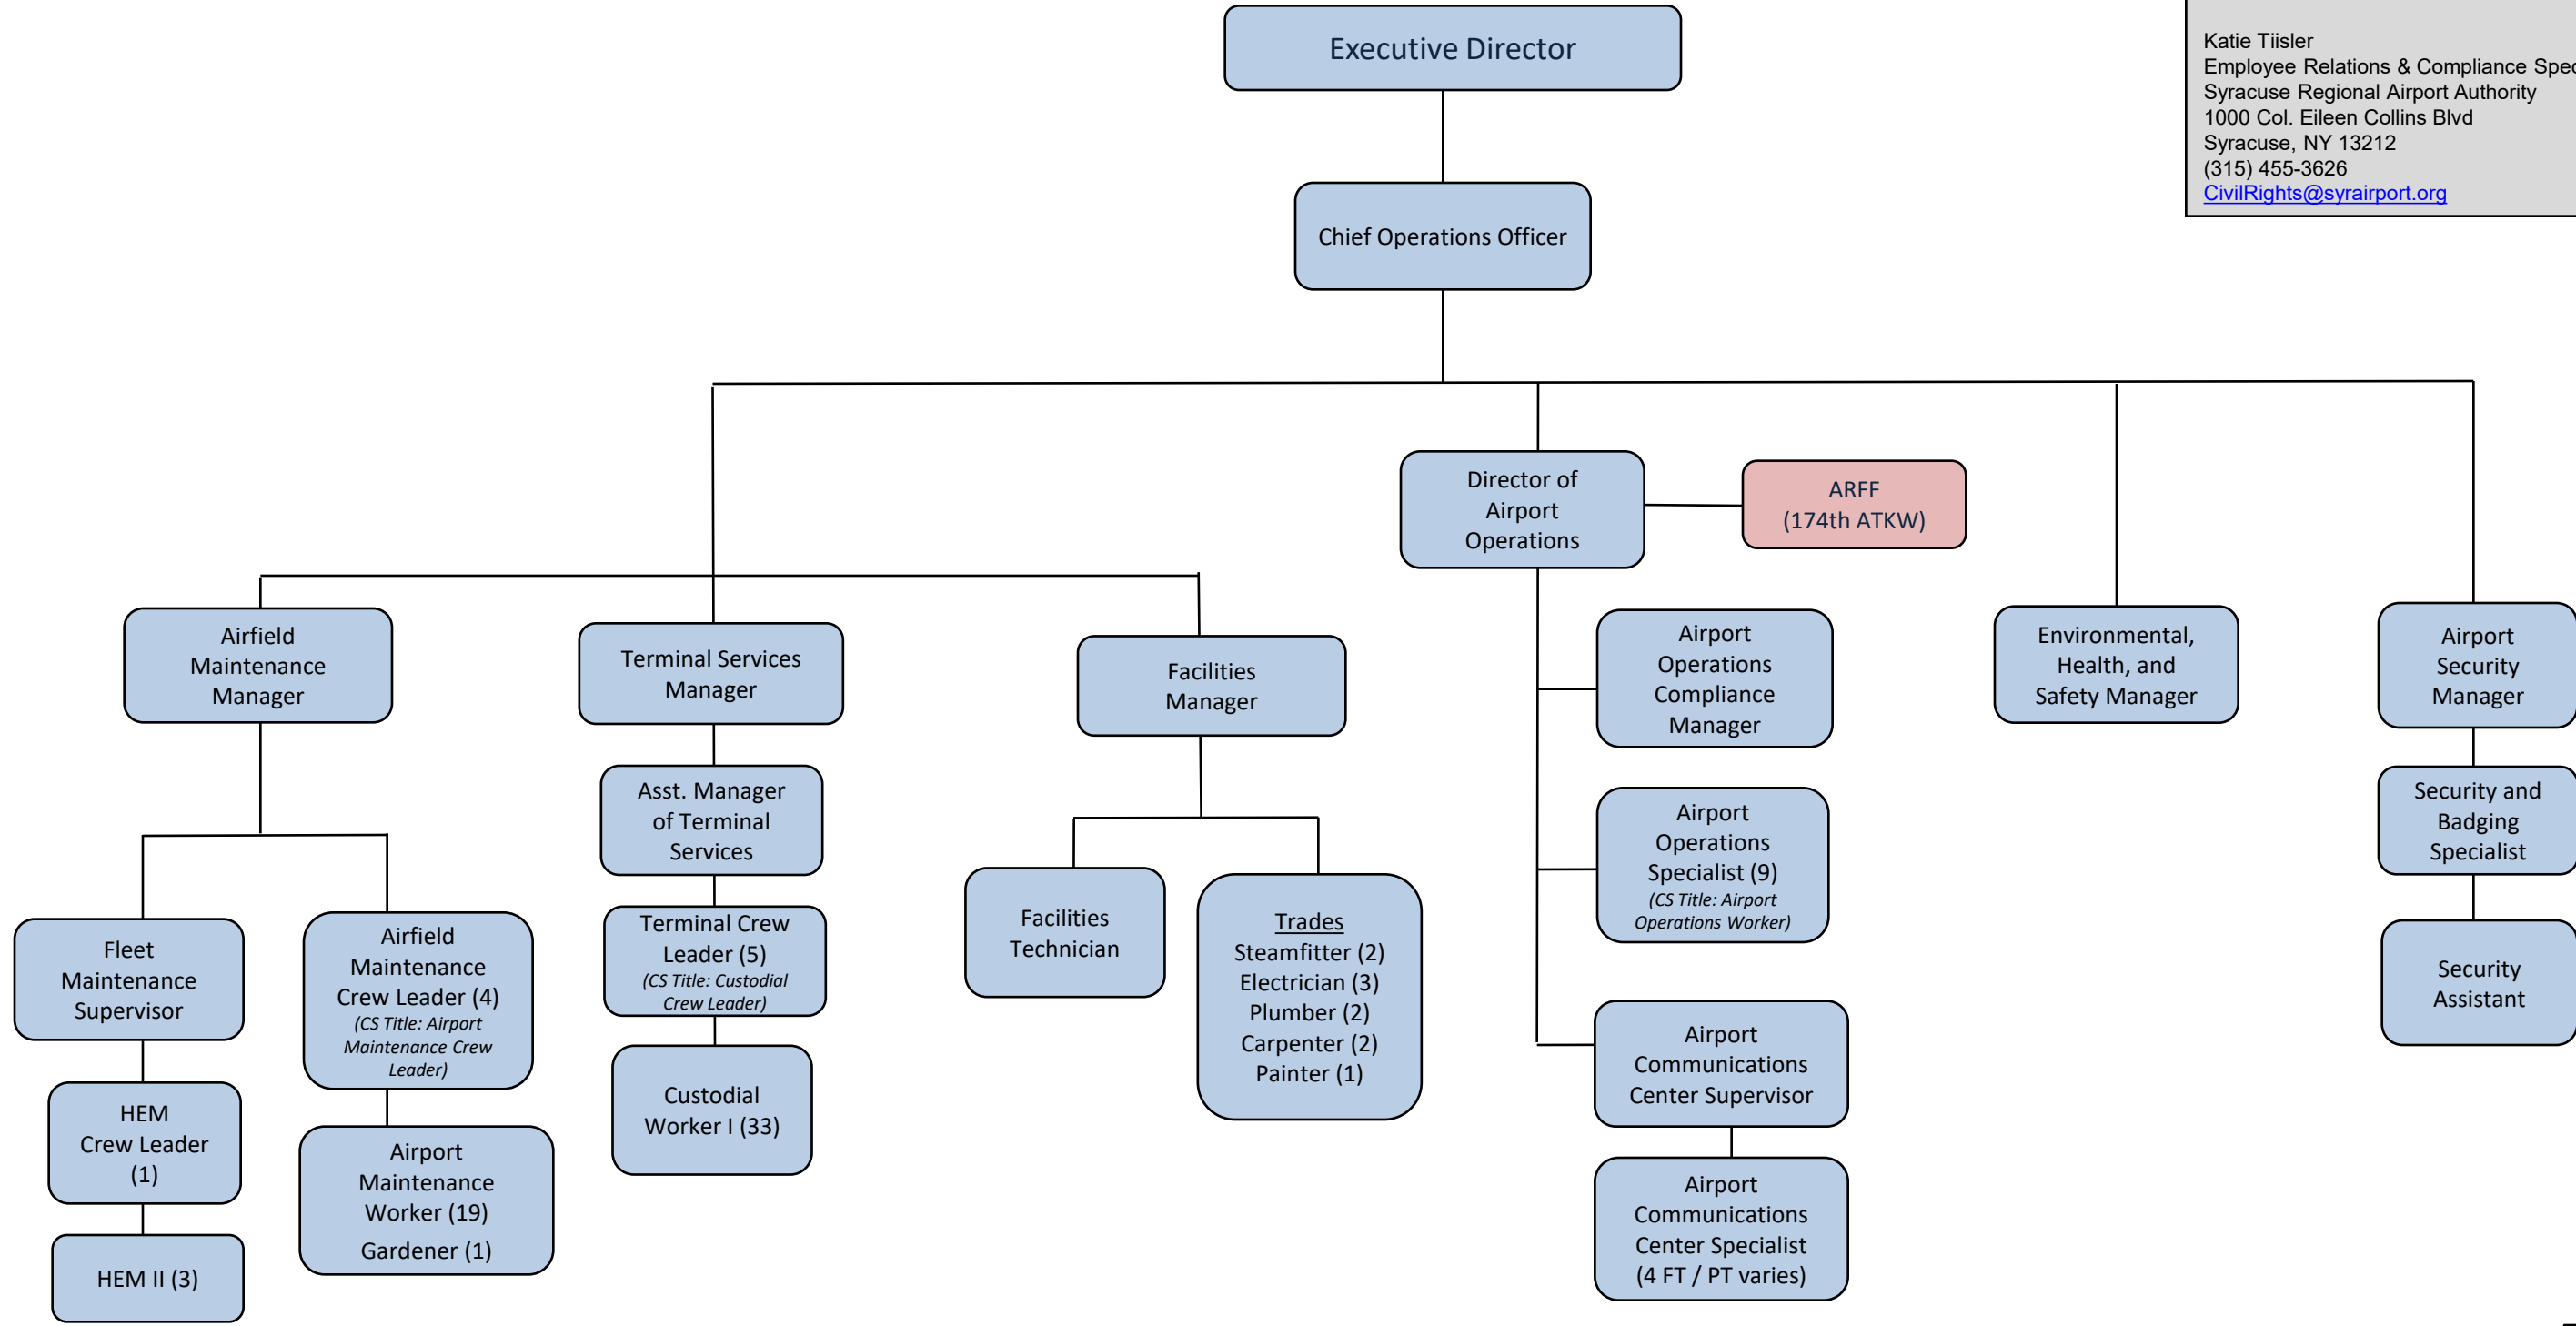 Executive Director
Katie Tiisler
Employee Relations & Compliance
Syracuse Regional Airport Authority
1000 Col. Eileen Collins Blvd
Syracuse, NY 13212
(315) 455-3626
CivilRights@syrairport.org
Chief Operations Officer
Director of
Airport
Operations
ARFF
(174th ATKW)
Airfield
Maintenance
Manager
Terminal Services
Manager
Facilities
Manager
Airport
Operations
Compliance
Manager
Environmental,
Health, and
Safety Manager
Airport
Security
Manager
Asst. Manager
of Terminal
Services
Airport
Operations
Specialist (9)
(CS Title: Airport
Operations Worker)
Security and
Badging
Specialist
Fleet
Maintenance
Supervisor
Airfield
Maintenance
Crew Leader (4)
(CS Title: Airport
Maintenance Crew
Leader)
Terminal Crew
Leader (5)
(CS Title: Custodial
Crew Leader)
Facilities
Technician
Trades
Steamfitter (2)
Electrician (3)
Plumber (2)
Carpenter (2)
Painter (1)
Security
Assistant
Airport
Communications
Center Supervisor
HEM
Crew Leader
(1)
Airport
Maintenance
Worker (19)
Gardener (1)
Custodial
Worker I (33)
Airport
Communications
Center Specialist
(4 FT / PT varies)
HEM II (3)